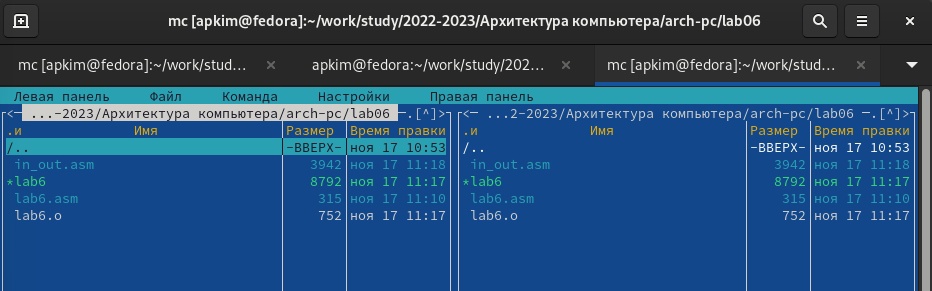 mc [apkim@fedora]:~/work/study/2022-2023/Архитектура компьютера/arch-pc/lab06
mc [apkim@fedora]:~/work/stud... × apkim@fedora:~/work/study/202... × mc [apkim@fedora]:~/work/stud... ×
Левая панель Файл Команда Настройки Правая панель
<— ...-2023/Архитектура компьютера/arch-pc/lab06 —.[^]> <— ...2-2023/Архитектура компьютера/arch-pc/lab06 —.[^]>
.и Имя Размер Время правки .и Имя Размер Время правки
/.. -ВВЕРХ- ноя 17 10:53 /.. -ВВЕРХ- ноя 17 10:53
in_out.asm 3942 ноя 17 11:18 in_out.asm 3942 ноя 17 11:18
*lab6 8792 ноя 17 11:17 *lab6 8792 ноя 17 11:17
lab6.asm 315 ноя 17 11:10 lab6.asm 315 ноя 17 11:10
lab6.o 752 ноя 17 11:17 lab6.o 752 ноя 17 11:17